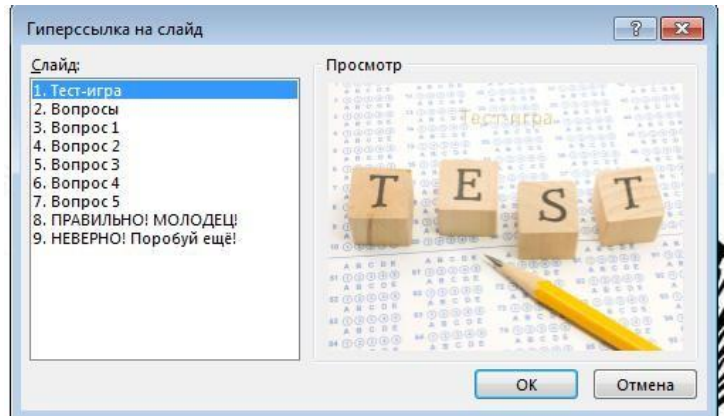 Гиперссылка на слайд
Слайд:
1. Тест-игра
2. Вопросы
3. Вопрос 1
4. Вопрос 2
5. Вопрос 3
6. Вопрос 4
7. Вопрос 5
8. ПРАВИЛЬНО! МОЛОДЕЦ!
9. НЕВЕРНО! Поробуй ещё!
Просмотр
Тест-игра
T E S T
ОК
Отмена